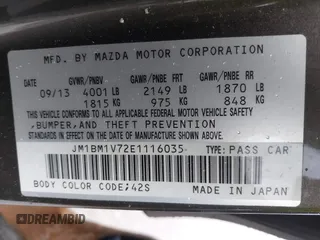 MFD. BY MAZDA MOTOR CORPORATION
GVWR/PNBV GAWR/PNBE FRT GAWR/PNBE RR
09/13 4001 LB 2149 LB 1870 LB
1815 KG 975 KG 848 KG
THIS VEHICLE CONFORMS TO ALL APPLICABLE
FEDERAL MOTOR VEHICLE SAFETY
,BUMPER, AND THEFT PREVENTION
STANDARDS IN EFFECT ON THE DATE OF
MANUFACTURE SHOWN ABOVE.
JM1BM1V72E1116035 TYPE: PASS CAR
BODY COLOR CODE;42S MADE IN JAPAN
DREAMBID